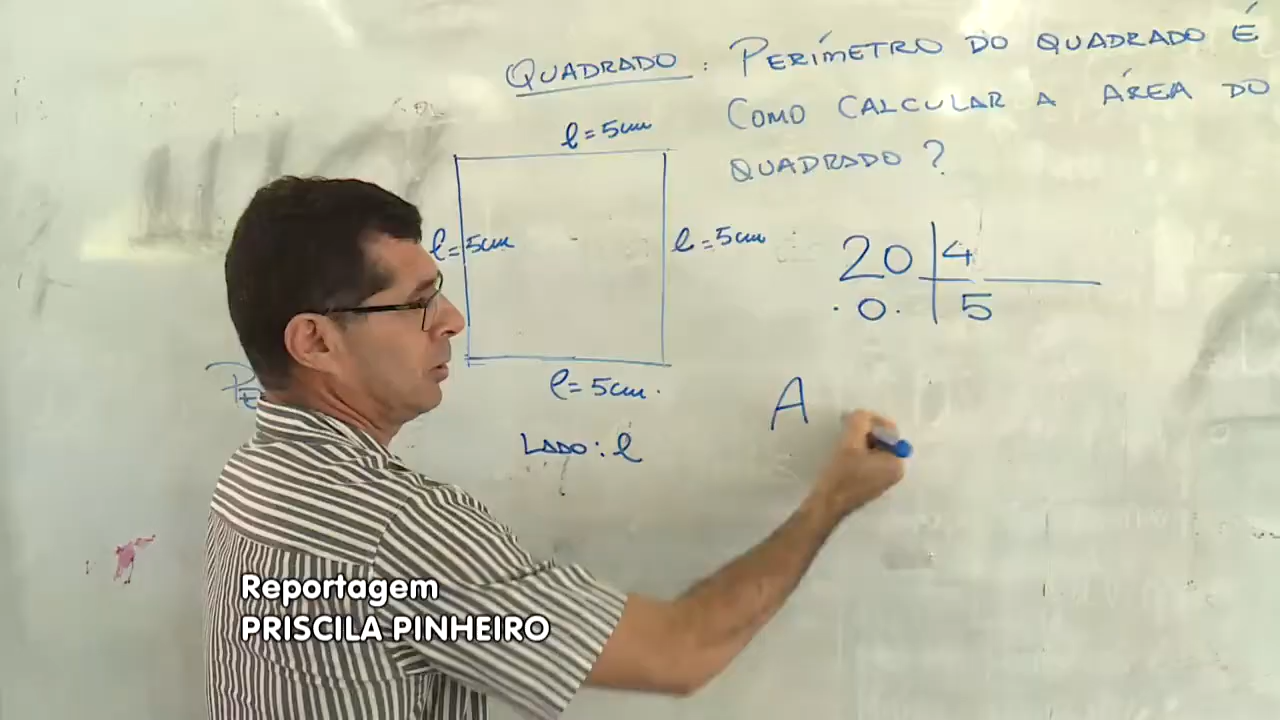 QUADRADO: PERÍMETRO DO QUADRADO É
COMO CALCULAR A ÁREA DO
QUADRADO?
l = 5cm
l = 5cm
l = 5cm
l = 5cm.
LADO: l
20 4
.0. 5
A
Reportagem
PRISCILA PINHEIRO